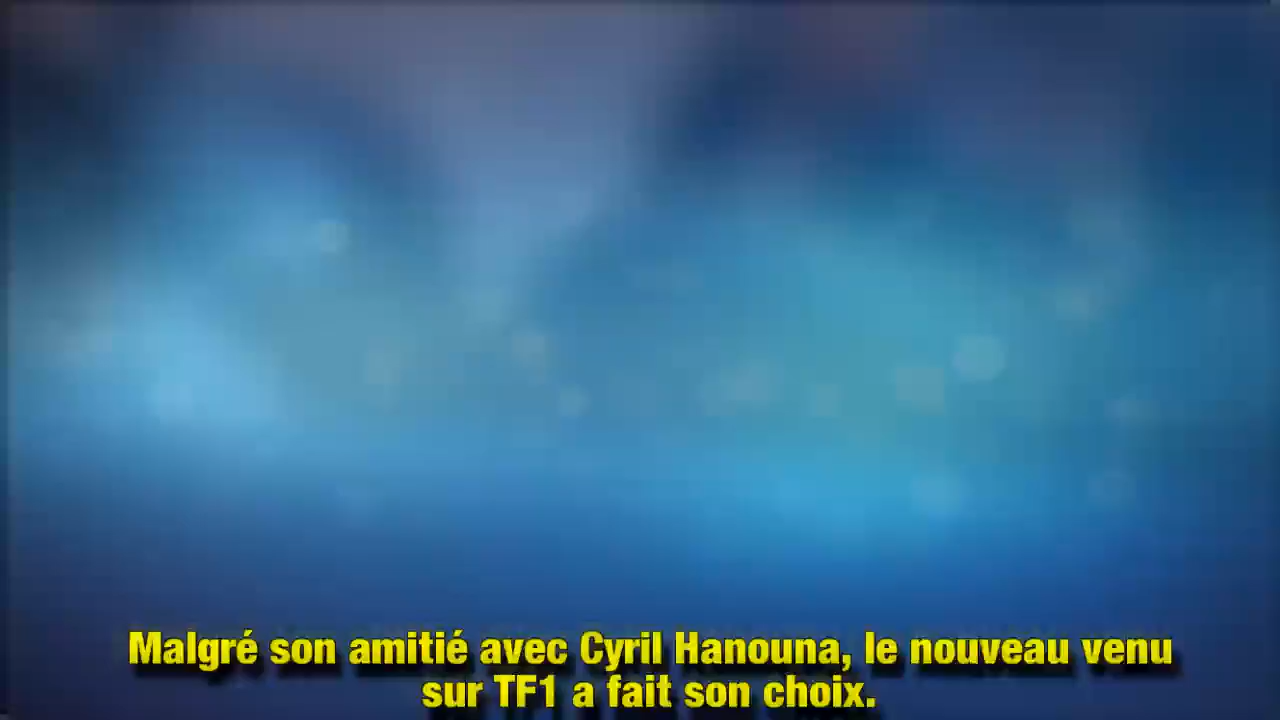 Malgré son amitié avec Cyril Hanouna, le nouveau venu
sur TF1 a fait son choix.